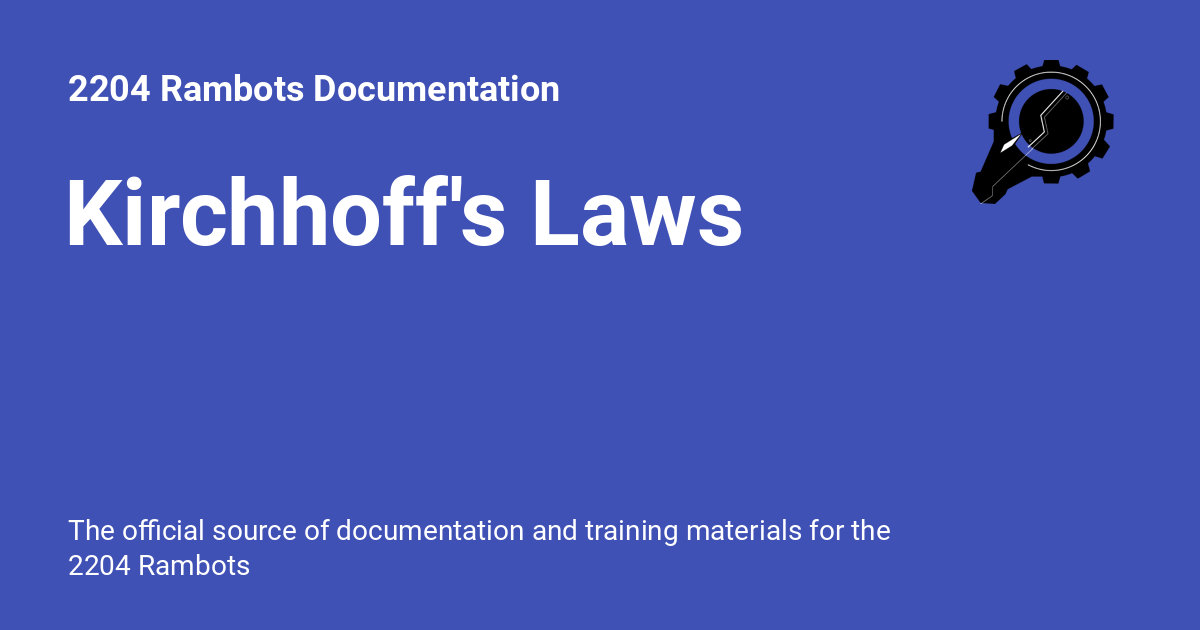 2204 Rambots Documentation
Kirchhoff's Laws
The official source of documentation and training materials for the
2204 Rambots